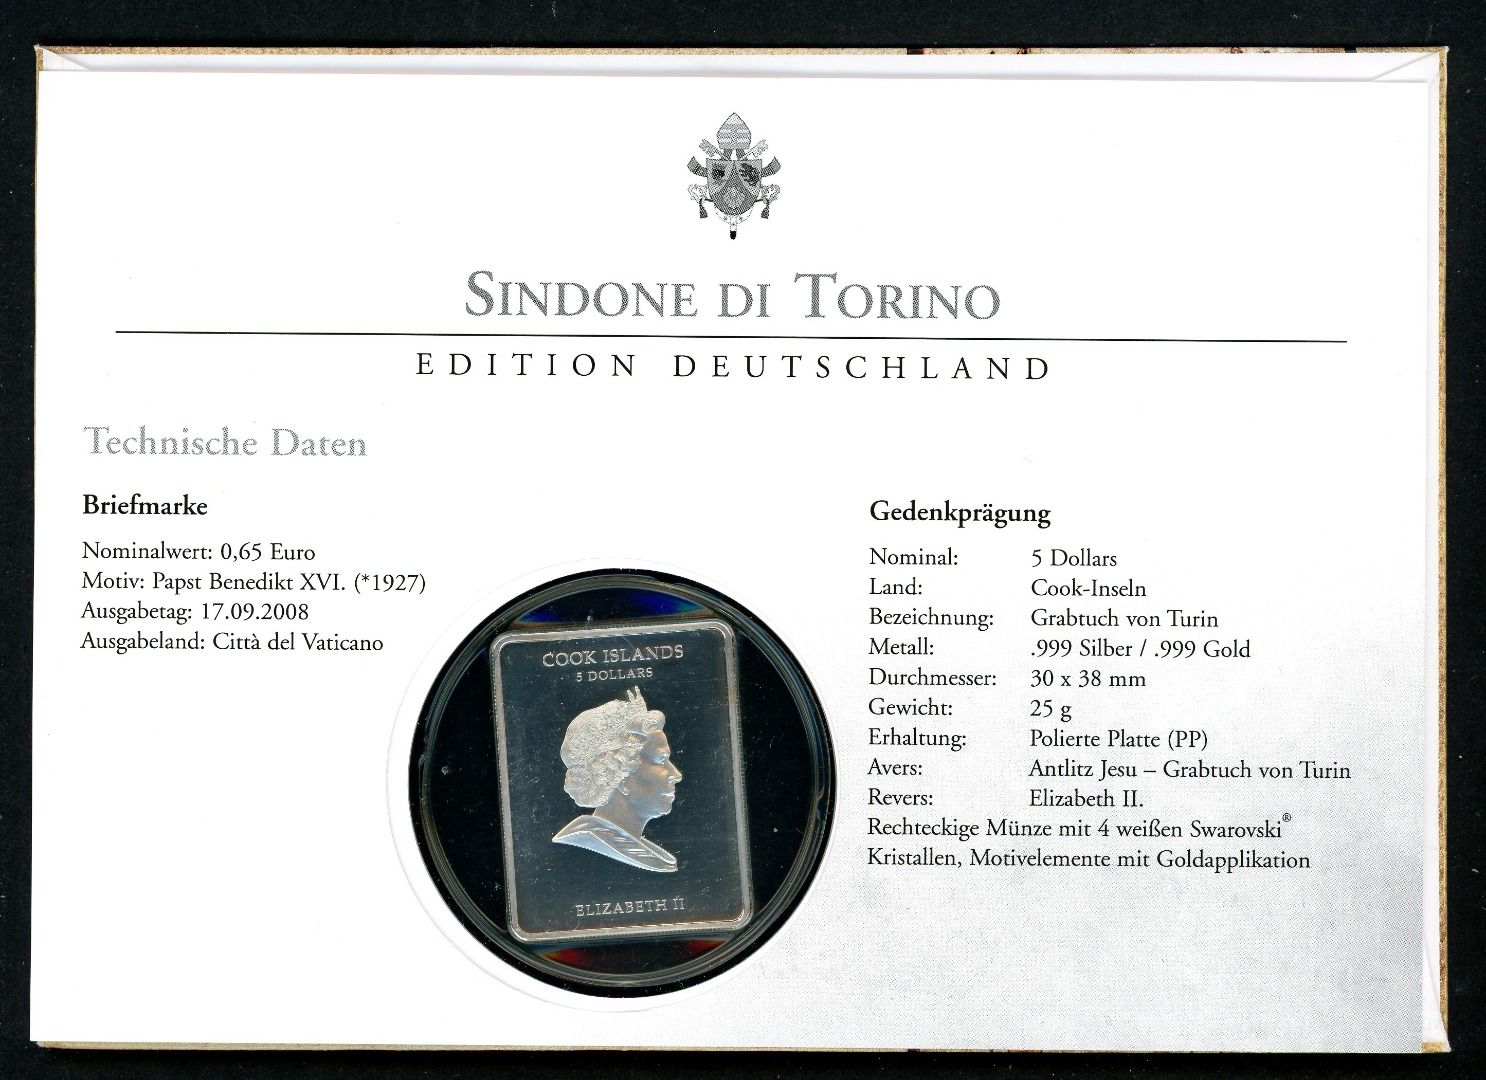 SINDONE DI TORINO
EDITION DEUTSCHLAND
Technische Daten
Briefmarke
Nominalwert: 0,65 Euro
Motiv: Papst Benedikt XVI. (*1927)
Ausgabetag: 17.09.2008
Ausgabeland: Città del Vaticano
COOK ISLANDS
5 DOLLARS
ELIZABETH II
Gedenkprägung
Nominal: 5 Dollars
Land: Cook-Inseln
Bezeichnung: Grabtuch von Turin
Metall: .999 Silber / .999 Gold
Durchmesser: 30 x 38 mm
Gewicht: 25 g
Erhaltung: Polierte Platte (PP)
Avers: Antlitz Jesu – Grabtuch von Turin
Revers: Elizabeth II.
Rechteckige Münze mit 4 weißen Swarovski®
Kristallen, Motivelemente mit Goldapplikation